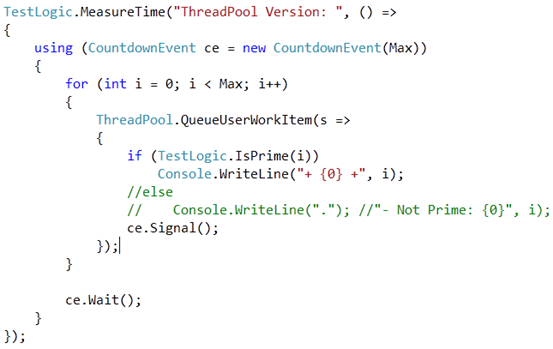 TestLogic.MeasureTime("ThreadPool Version: ", () =>
{
    using (CountdownEvent ce = new CountdownEvent(Max))
    {
        for (int i = 0; i < Max; i++)
        {
            ThreadPool.QueueUserWorkItem(s =>
            {
                if (TestLogic.IsPrime(i))
                    Console.WriteLine("+ {0} +", i);
                //else
                //    Console.WriteLine("."); //"- Not Prime: {0}", i);
                ce.Signal();
            });
        }

        ce.Wait();
    }
});